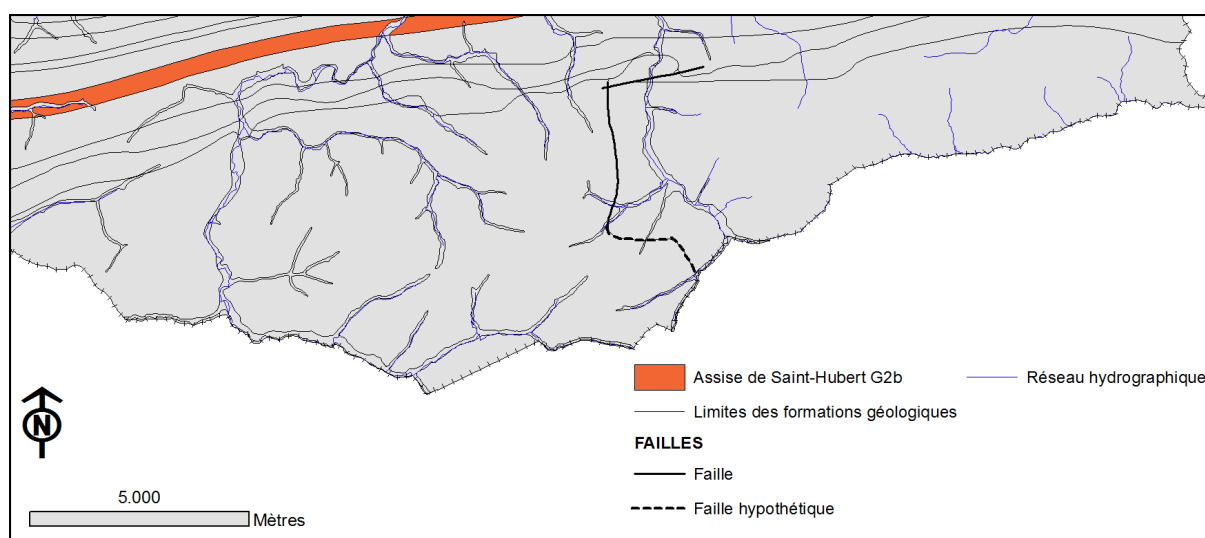 Assise de Saint-Hubert G2b
Réseau hydrographique
Limites des formations géologiques
FAILLES
Faille
Faille hypothétique
N
5.000
Mètres